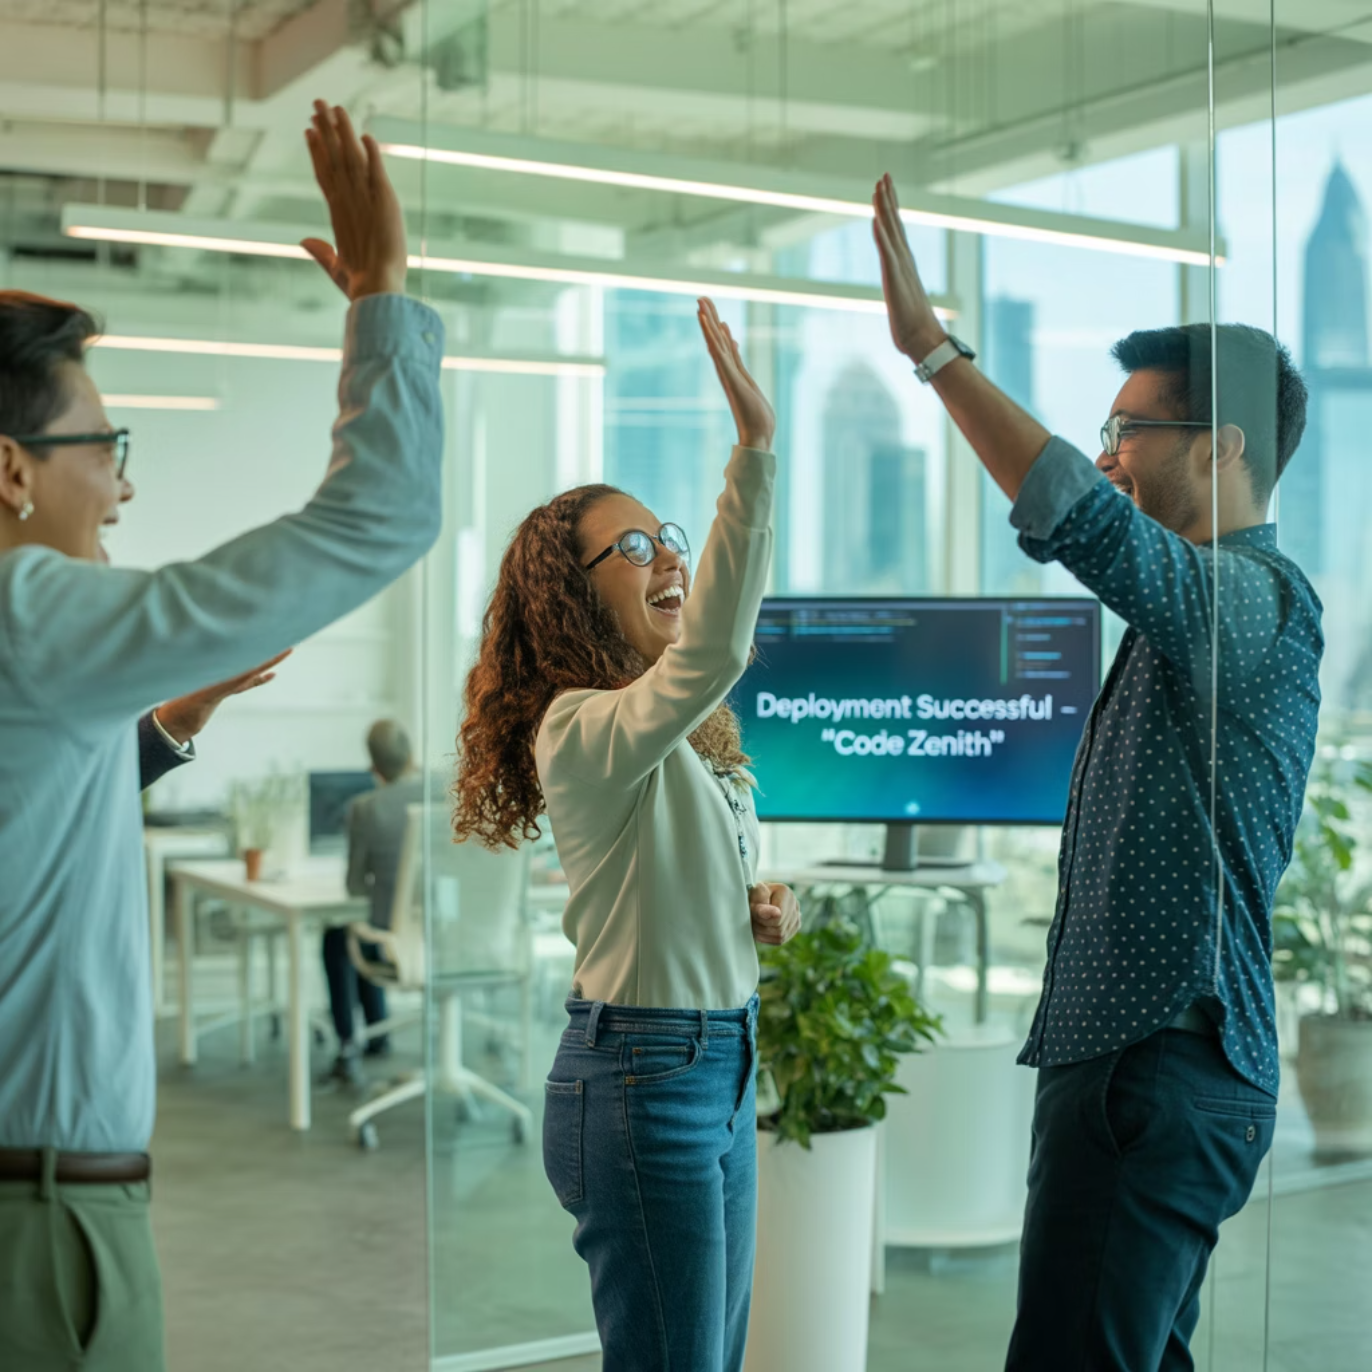 Deployment Successful –
"Code Zenith"